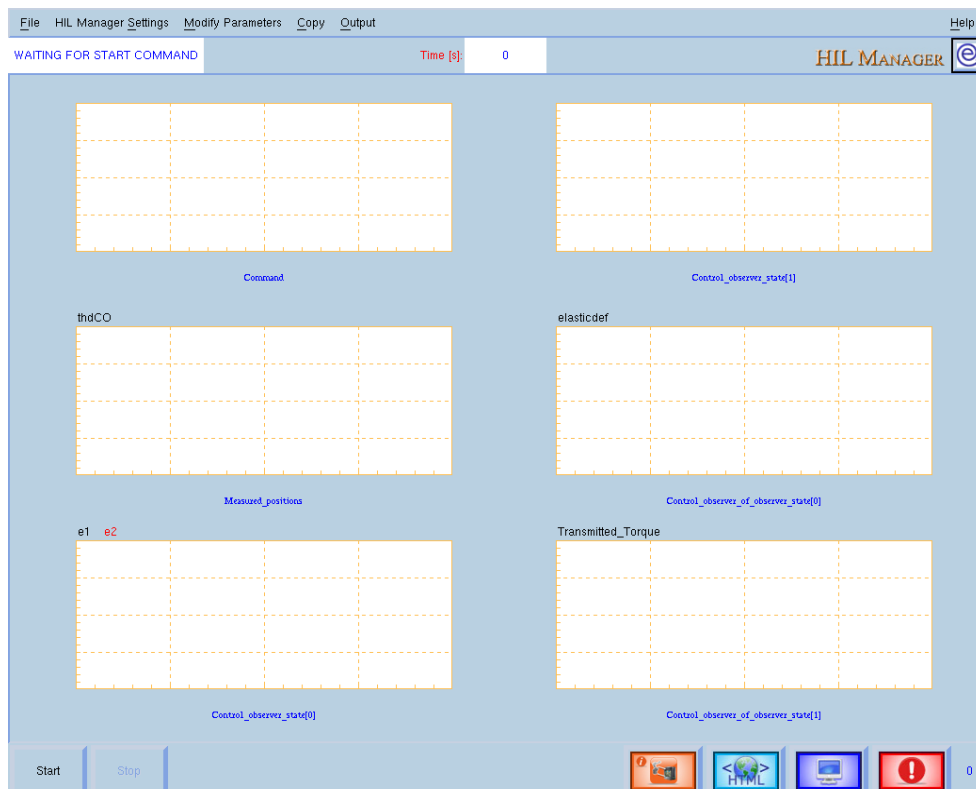 File HIL Manager Settings Modify Parameters Copy Output Help
WAITING FOR START COMMAND Time [s]: 0 HIL MANAGER e
Command Control_observer_state[1]
thdCO elasticdef
Measured_positions Control_observer_of_observer_state[0]
e1 e2 Transmitted_Torque
Control_observer_state[0] Control_observer_of_observer_state[1]
Start Stop <HTML> ! 0